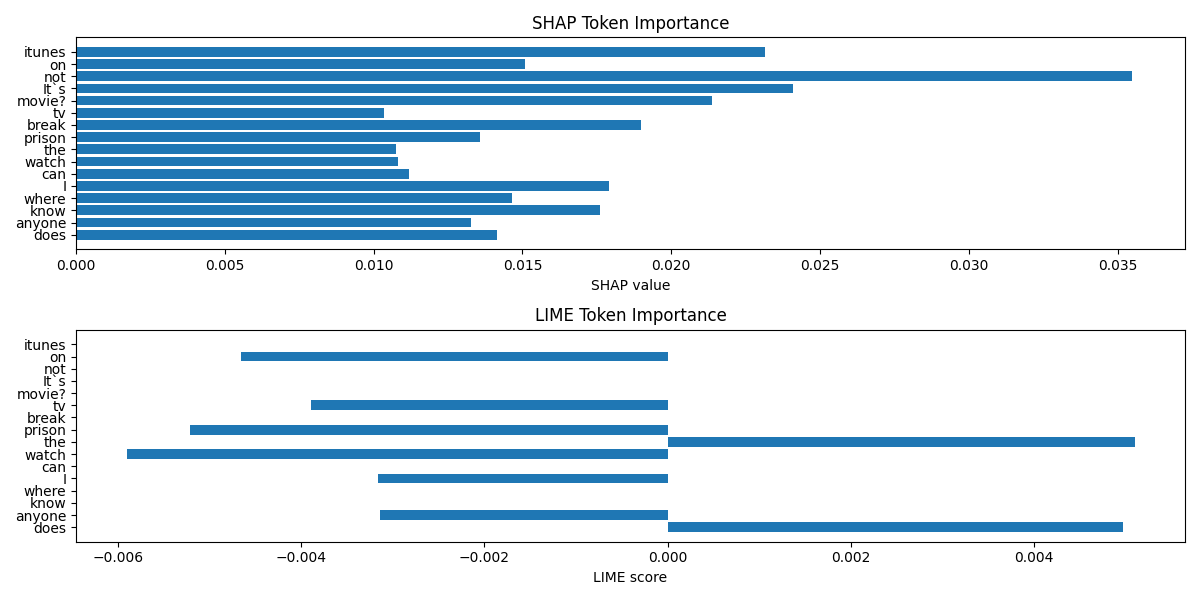 SHAP Token Importance
itunes
on
not
It`s
movie?
tv
break
prison
the
watch
can
I
where
know
anyone
does
0.000 0.005 0.010 0.015 0.020 0.025 0.030 0.035
SHAP value
LIME Token Importance
itunes
on
not
It`s
movie?
tv
break
prison
the
watch
can
I
where
know
anyone
does
−0.006 −0.004 −0.002 0.000 0.002 0.004
LIME score